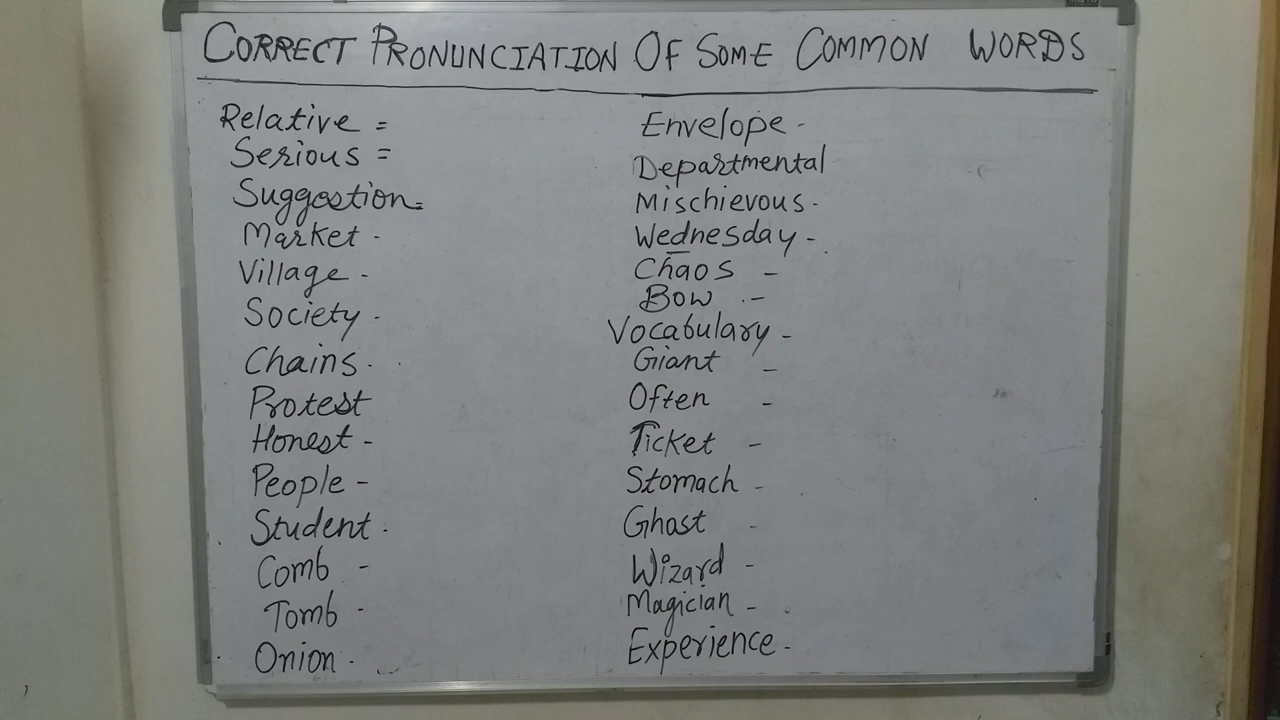 CORRECT PRONUNCIATION OF SOME COMMON WORDS
Relative =
Serious =
Suggestion =
Market -
Village -
Society -
Chains -
Protest
Honest -
People -
Student -
Comb -
Tomb -
Onion -
Envelope -
Departmental
Mischievous -
Wednesday -
Chaos -
Bow -
Vocabulary -
Giant -
Often -
Ticket -
Stomach -
Ghost -
Wizard -
Magician -
Experience -